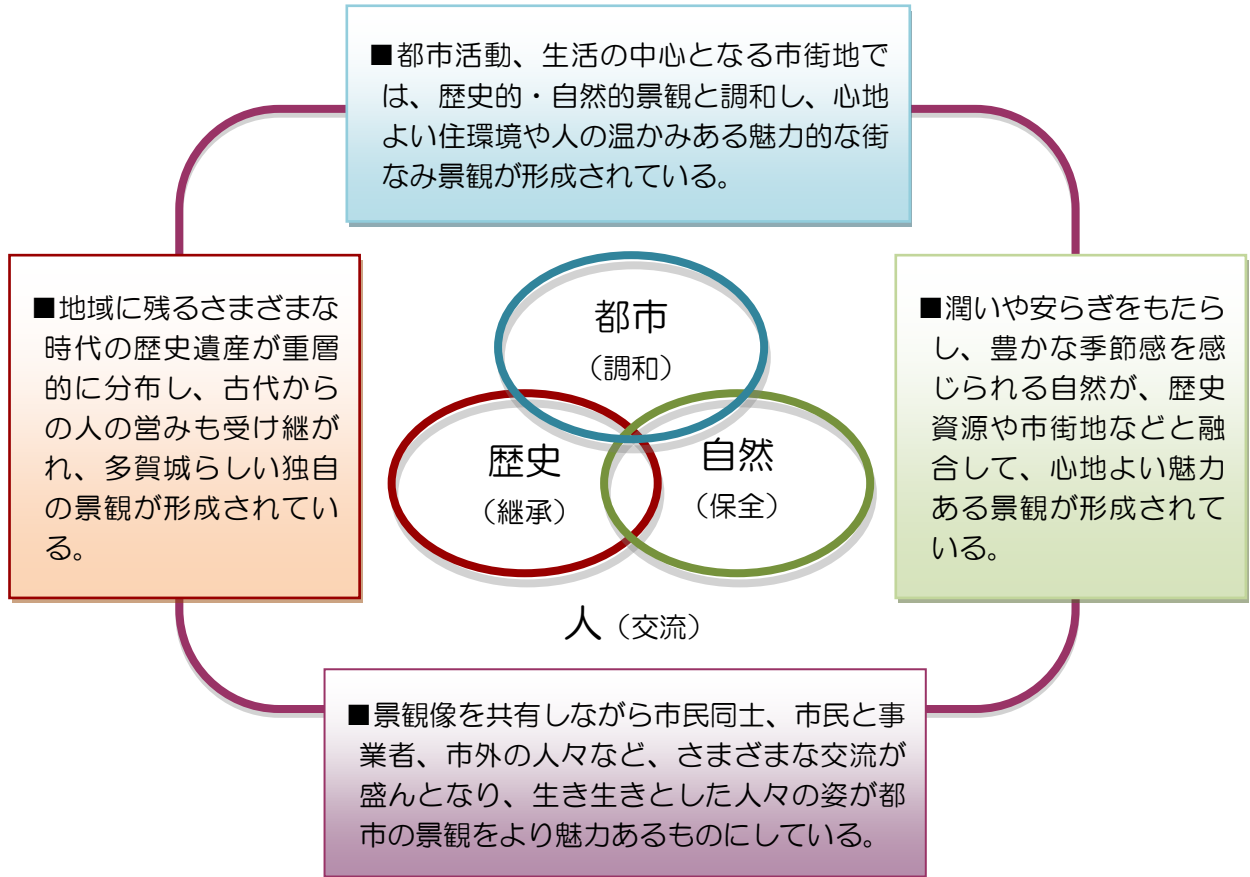 ■都市活動、生活の中心となる市街地で
は、歴史的・自然的景観と調和し、心地
よい住環境や人の温かみある魅力的な街
なみ景観が形成されている。
■地域に残るさまざまな
時代の歴史遺産が重層
的に分布し、古代から
の人の営みも受け継が
れ、多賀城らしい独自
の景観が形成されてい
る。
都市
（調和）
歴史
（継承）
自然
（保全）
人（交流）
■潤いや安らぎをもたら
し、豊かな季節感を感
じられる自然が、歴史
資源や市街地などと融
合して、心地よい魅力
ある景観が形成されて
いる。
■景観像を共有しながら市民同士、市民と事
業者、市外の人々など、さまざまな交流が
盛んとなり、生き生きとした人々の姿が都
市の景観をより魅力あるものにしている。